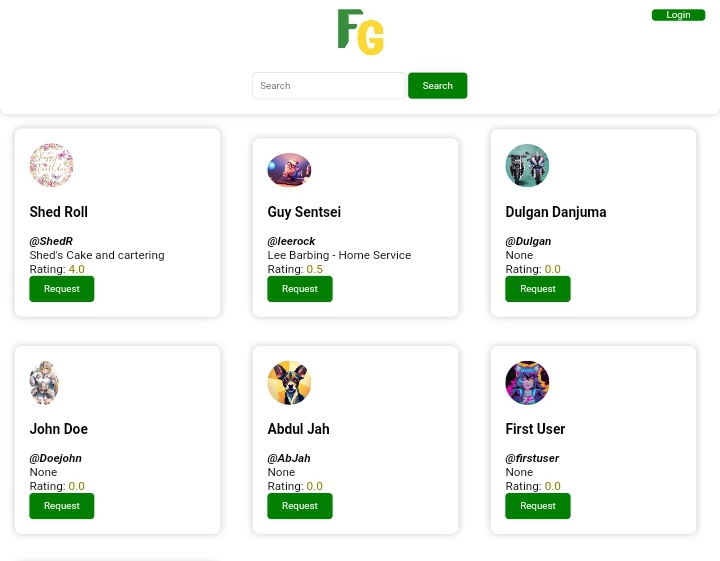 FG
Login
Search
Search
happy
birthday
Shed Roll
@ShedR
Shed's Cake and cartering
Rating: 4.0
Request
Guy Sentsei
@leerock
Lee Barbing - Home Service
Rating: 0.5
Request
Dulgan Danjuma
@Dulgan
None
Rating: 0.0
Request
John Doe
@Doejohn
None
Rating: 0.0
Request
Abdul Jah
@AbJah
None
Rating: 0.0
Request
First User
@firstuser
None
Rating: 0.0
Request